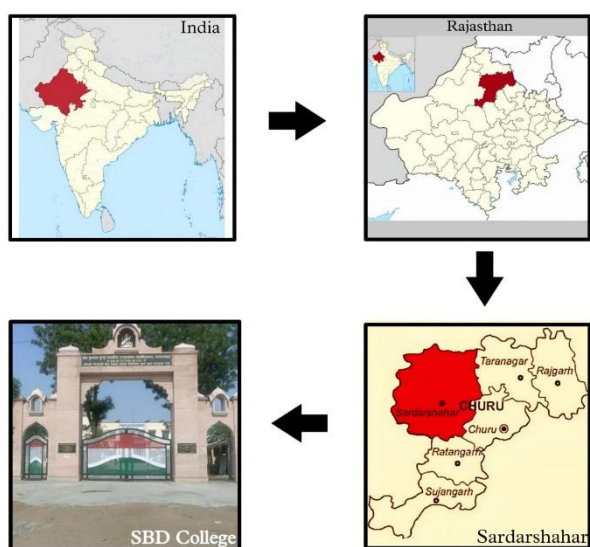 India
Rajasthan
Taranagar
Rajgarh
Sardarshahar
CHURU
Churu
Ratangarh
Sujangarh
Sardarshahar
SBD College